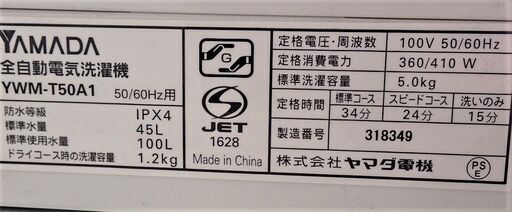 YAMADA
全自動電気洗濯機
YWM-T50A1 50/60Hz用
防水等級 IPX4
標準水量 45L
標準使用水量 100L
ドライコース時の洗濯容量 1.2kg
G
S
JET
1628
Made in China
定格電圧・周波数 100V 50/60Hz
定格消費電力 360/410 W
標準洗濯容量 5.0kg
定格時間 標準コース スピードコース 洗いのみ
34分 24分 15分
製造番号 318349
株式会社ヤマダ電機
PS
E